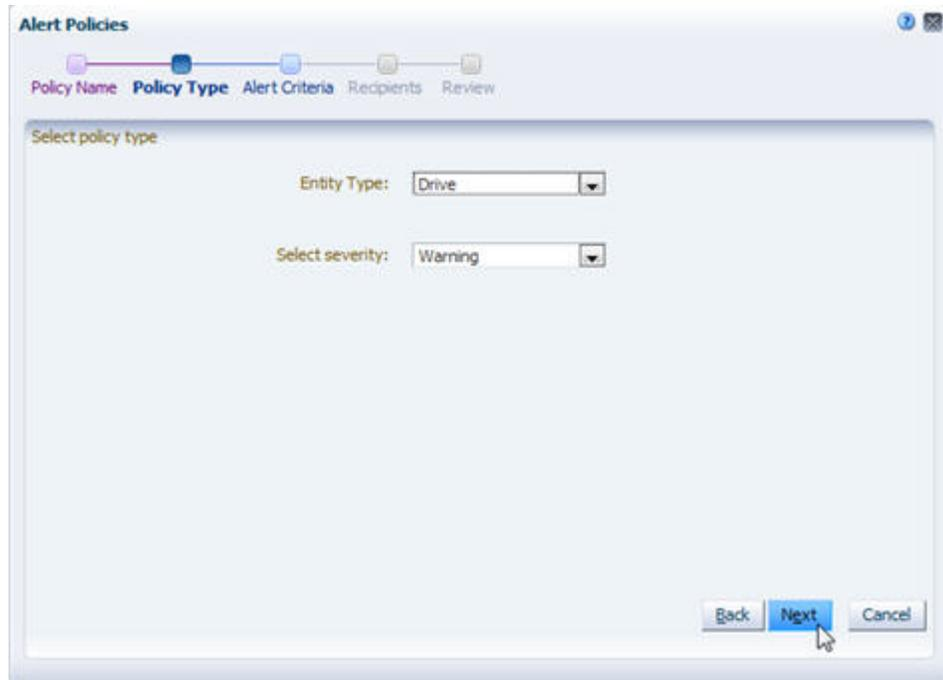 Alert Policies
Policy Name Policy Type Alert Criteria Recipients Review
Select policy type
Entity Type: Drive
Select severity: Warning
Back Next Cancel